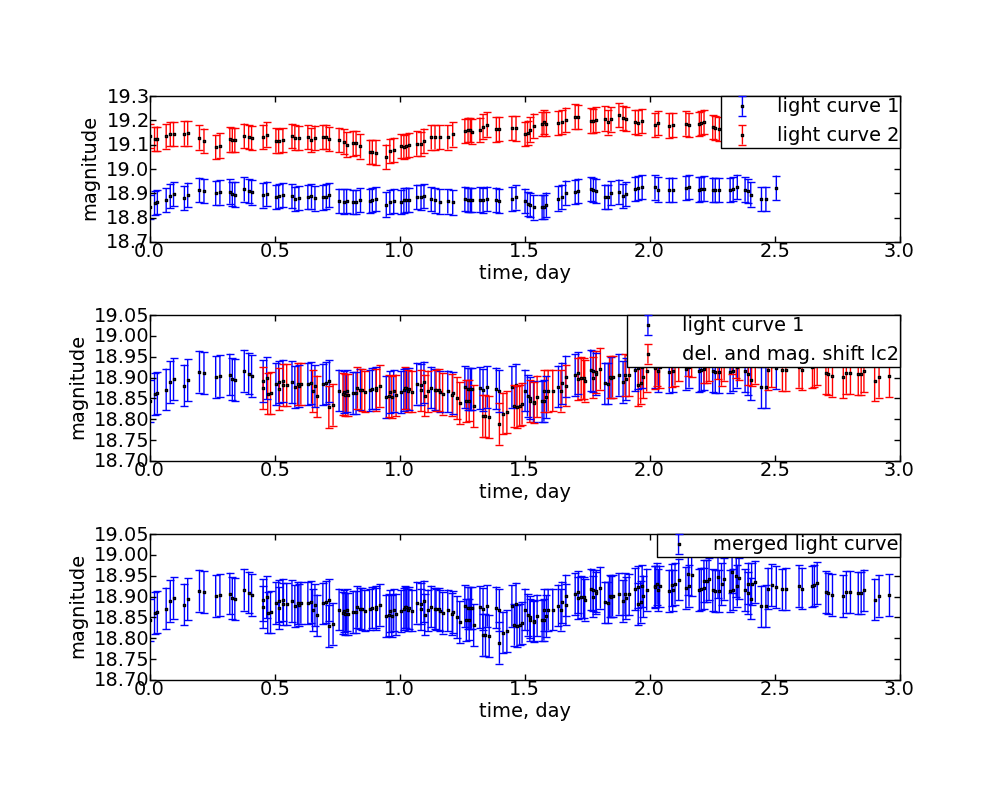 19.3
19.2
19.1
19.0
18.9
18.8
18.7
magnitude
light curve 1
light curve 2
0.0 0.5 1.0 1.5 2.0 2.5 3.0
time, day
19.05
19.00
18.95
18.90
18.85
18.80
18.75
18.70
magnitude
light curve 1
del. and mag. shift lc2
0.0 0.5 1.0 1.5 2.0 2.5 3.0
time, day
19.05
19.00
18.95
18.90
18.85
18.80
18.75
18.70
magnitude
merged light curve
0.0 0.5 1.0 1.5 2.0 2.5 3.0
time, day